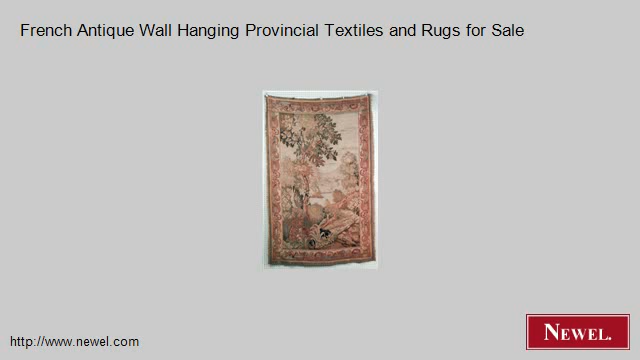 French Antique Wall Hanging Provincial Textiles and Rugs for Sale
http://www.newel.com
NEWEL.